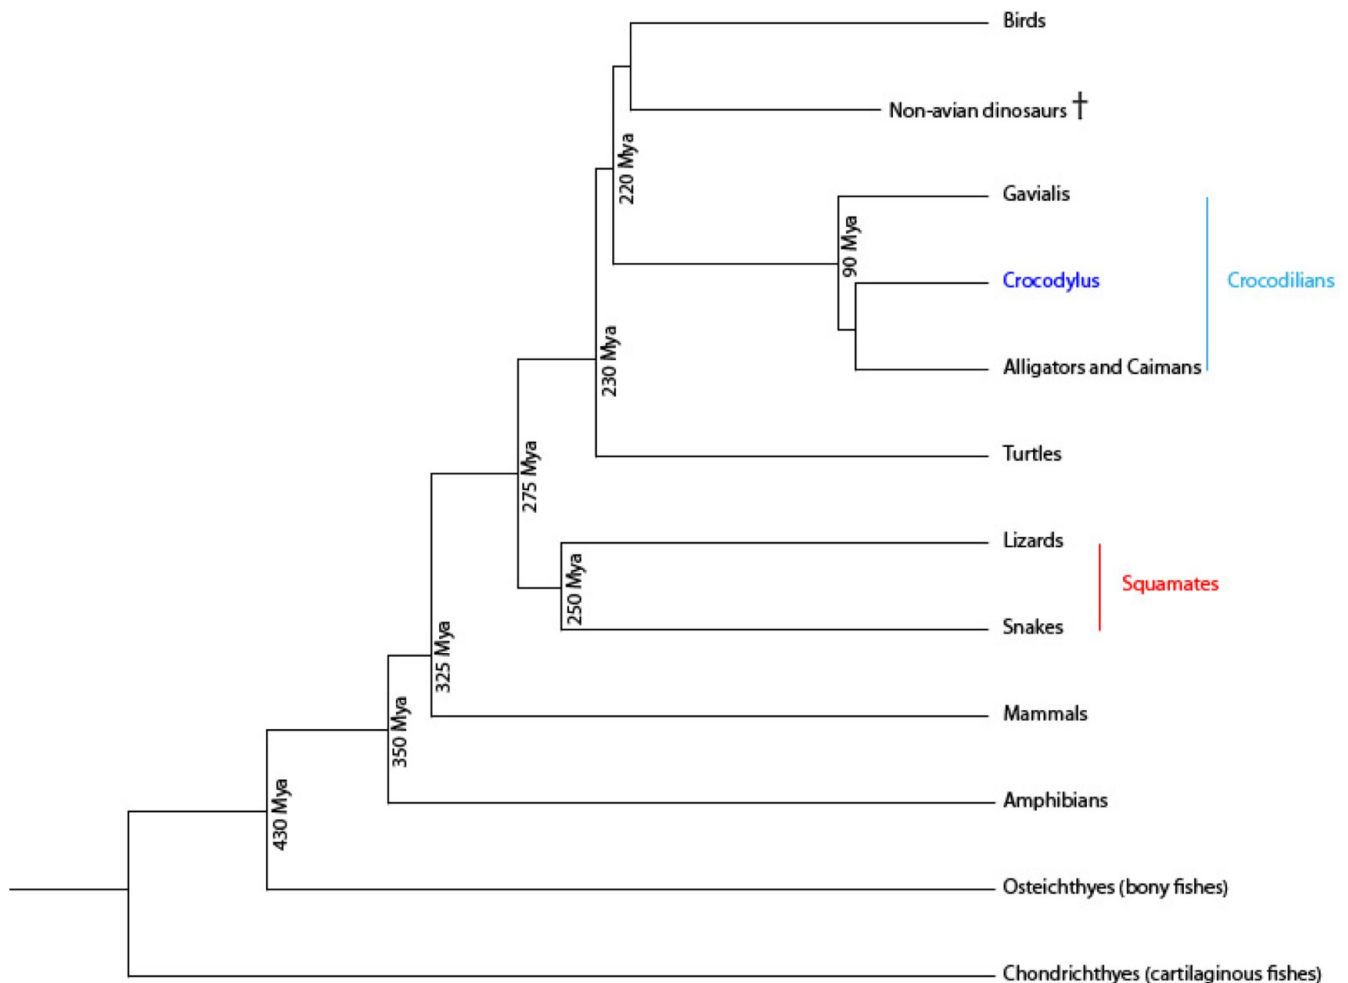 Birds
Non-avian dinosaurs †
220 Mya
Gavialis
90 Mya
Crocodylus
Crocodilians
230 Mya
Alligators and Caimans
Turtles
275 Mya
Lizards
250 Mya
Squamates
Snakes
325 Mya
Mammals
350 Mya
Amphibians
430 Mya
Osteichthyes (bony fishes)
Chondrichthyes (cartilaginous fishes)